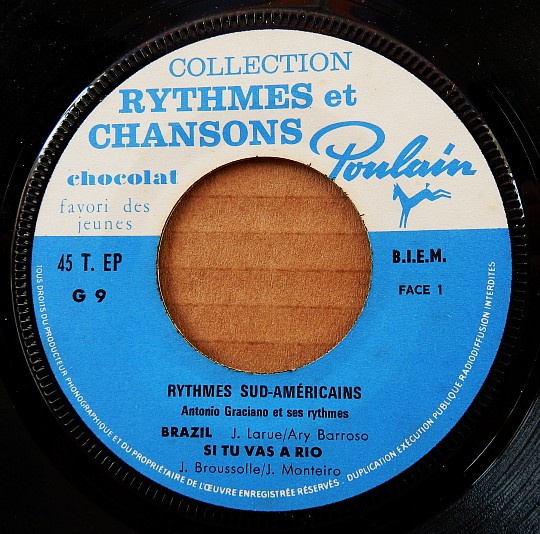 COLLECTION
RYTHMES et
CHANSONS
Poulain
chocolat
favori des
jeunes
45 T. EP
G 9
B.I.E.M.
FACE 1
RYTHMES SUD-AMÉRICAINS
Antonio Graciano et ses rythmes
BRAZIL J. Larue/Ary Barroso
SI TU VAS A RIO
J. Broussolle/J. Monteiro
TOUS DROITS DU PRODUCTEUR PHONOGRAPHIQUE ET DU PROPRIÉTAIRE DE L'ŒUVRE ENREGISTRÉE RÉSERVÉS. DUPLICATION EXÉCUTION PUBLIQUE RADIODIFFUSION INTERDITES